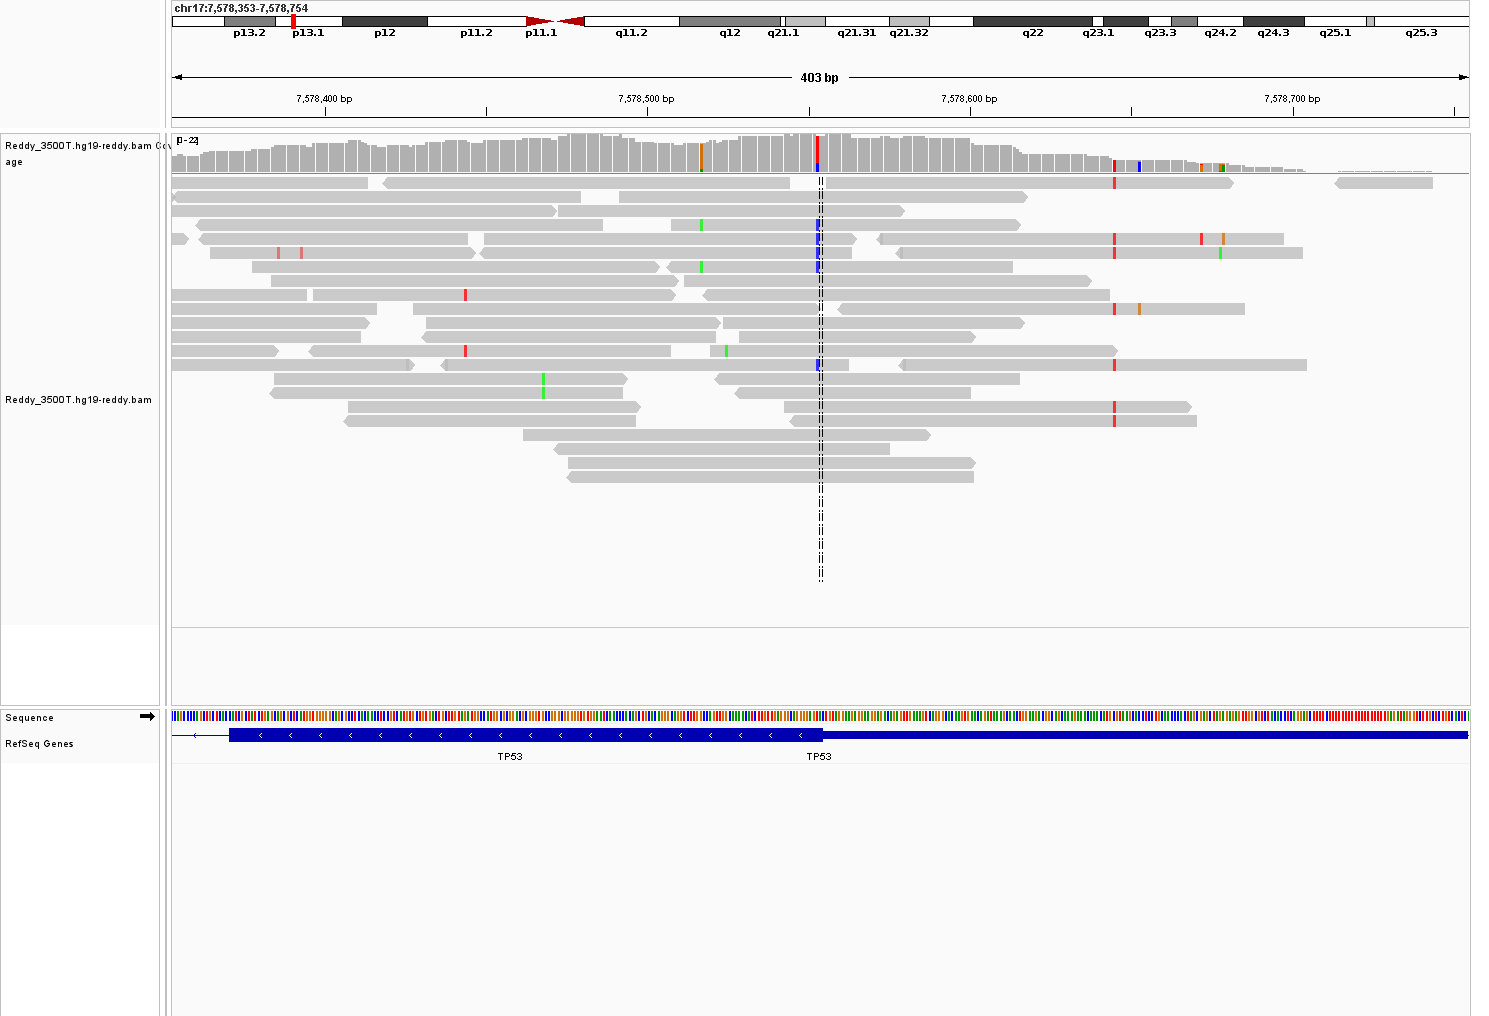 chr17:7,578,353-7,578,754
p13.2 p13.1 p12 p11.2 p11.1 q11.2 q12 q21.1 q21.31 q21.32 q22 q23.1 q23.3 q24.2 q24.3 q25.1 q25.3
403 bp
7,578,400 bp 7,578,500 bp 7,578,600 bp 7,578,700 bp
[0-22]
Reddy_3500T.hg19-reddy.bam Cov
age
Reddy_3500T.hg19-reddy.bam
Sequence
RefSeq Genes
TP53 TP53